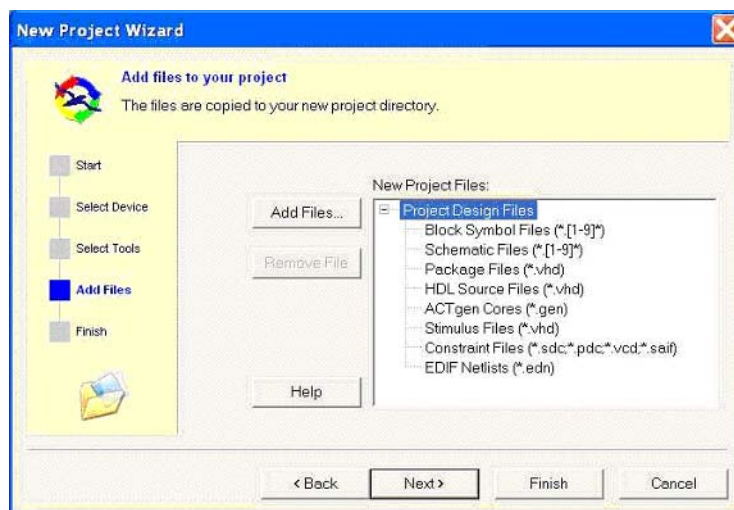 New Project Wizard
Add files to your project
The files are copied to your new project directory.
Start
Select Device
Select Tools
Add Files
Finish
New Project Files:
Add Files...
Remove File
Help
Project Design Files
Block Symbol Files (*.[1-9]*)
Schematic Files (*.[1-9]*)
Package Files (*.vhd)
HDL Source Files (*.vhd)
ACTgen Cores (*.gen)
Stimulus Files (*.vhd)
Constraint Files (*.sdc;*.pdc;*.vcd;*.saif)
EDIF Netlists (*.edn)
< Back
Next >
Finish
Cancel